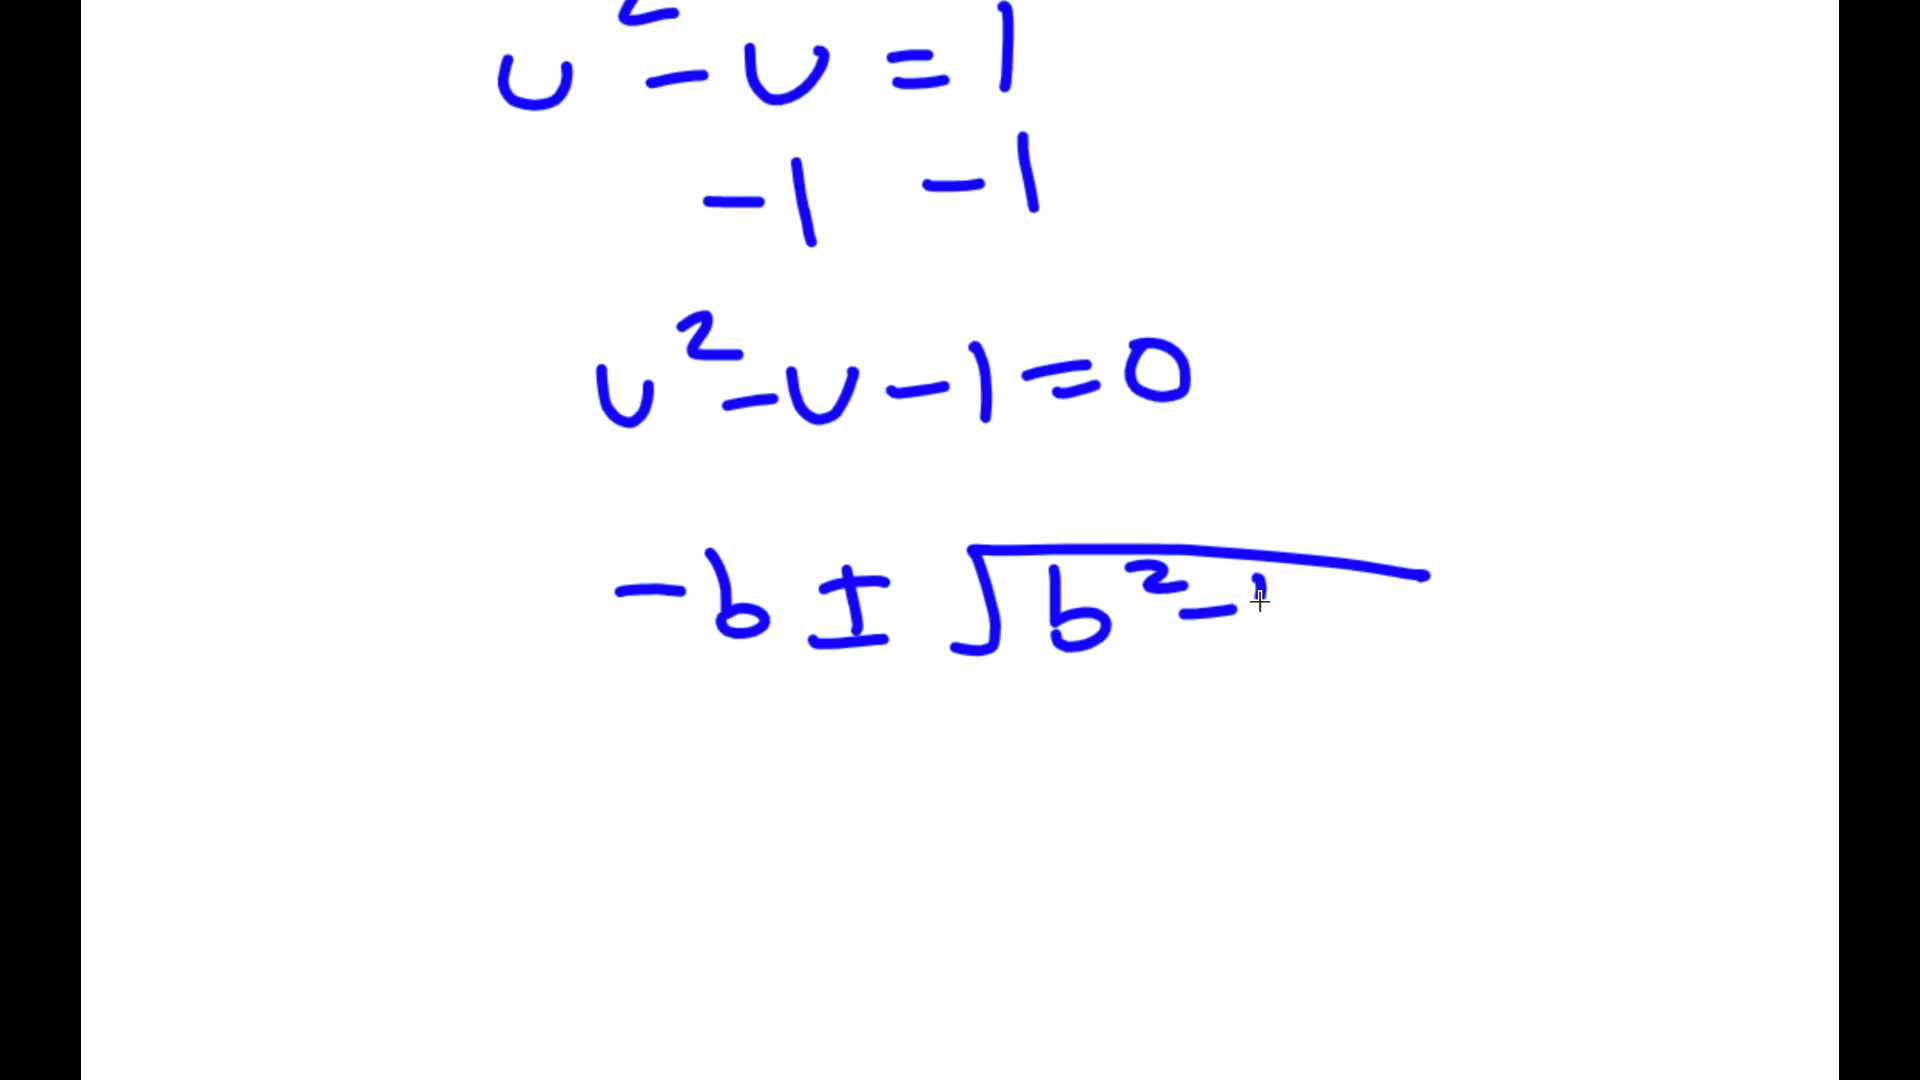 u² - u = 1
-1 -1
u² - u - 1 = 0
-b ± √b² -